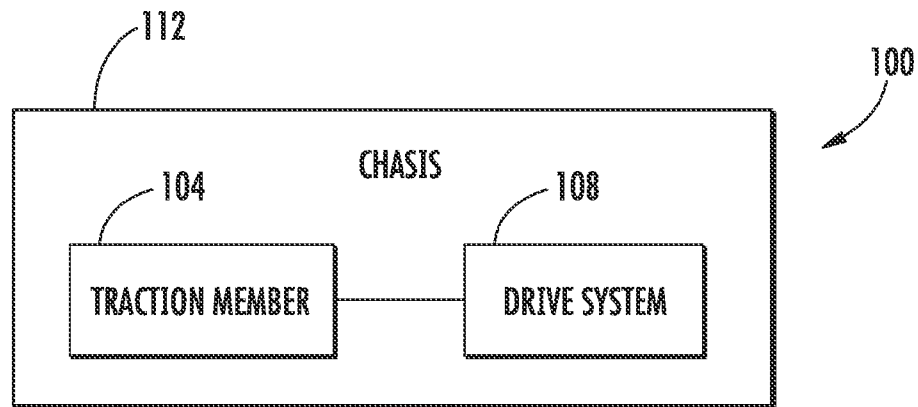 112
100
CHASIS
104
108
TRACTION MEMBER
DRIVE SYSTEM